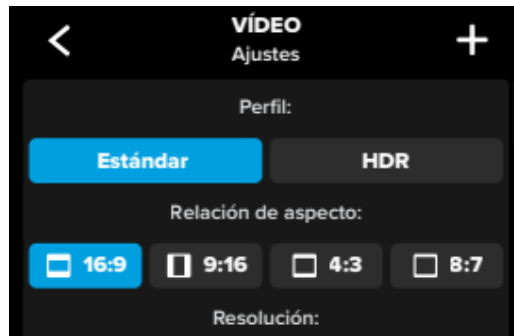 VÍDEO
Ajustes
Perfil:
Estándar HDR
Relación de aspecto:
16:9 9:16 4:3 8:7
Resolución: